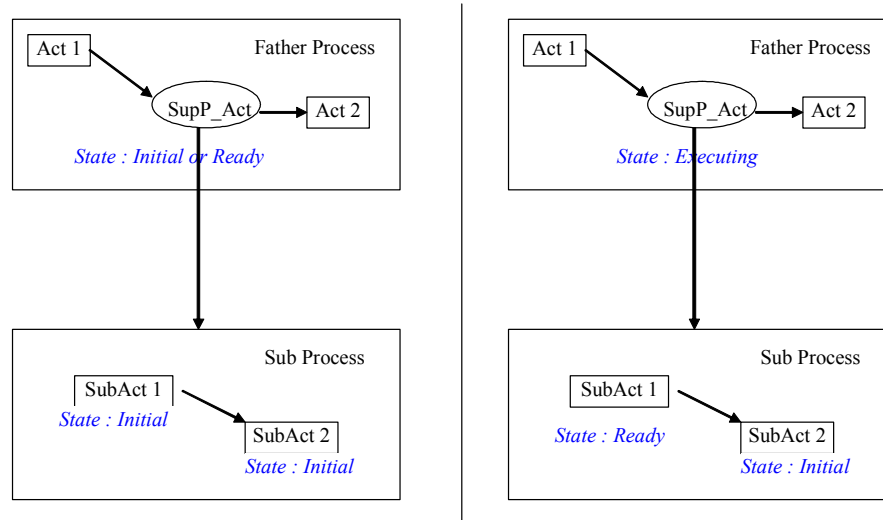 Act 1
Father Process
SupP_Act
Act 2
State : Initial or Ready
Sub Process
SubAct 1
State : Initial
SubAct 2
State : Initial
Act 1
Father Process
SupP_Act
Act 2
State : Executing
Sub Process
SubAct 1
State : Ready
SubAct 2
State : Initial